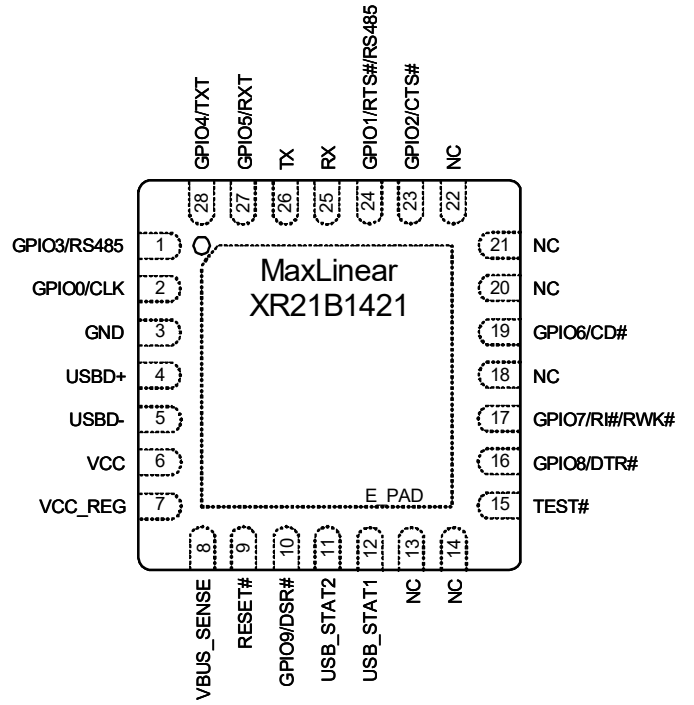 GPIO4/TXT
GPIO5/RXT
TX
RX
GPIO1/RTS#/RS485
GPIO2/CTS#
NC
28
27
26
25
24
23
22
GPIO3/RS485 1
GPIO0/CLK 2
GND 3
USBD+ 4
USBD- 5
VCC 6
VCC_REG 7
MaxLinear
XR21B1421
E_PAD
21 NC
20 NC
19 GPIO6/CD#
18 NC
17 GPIO7/RI#/RWK#
16 GPIO8/DTR#
15 TEST#
8
9
10
11
12
13
14
VBUS_SENSE
RESET#
GPIO9/DSR#
USB_STAT2
USB_STAT1
NC
NC